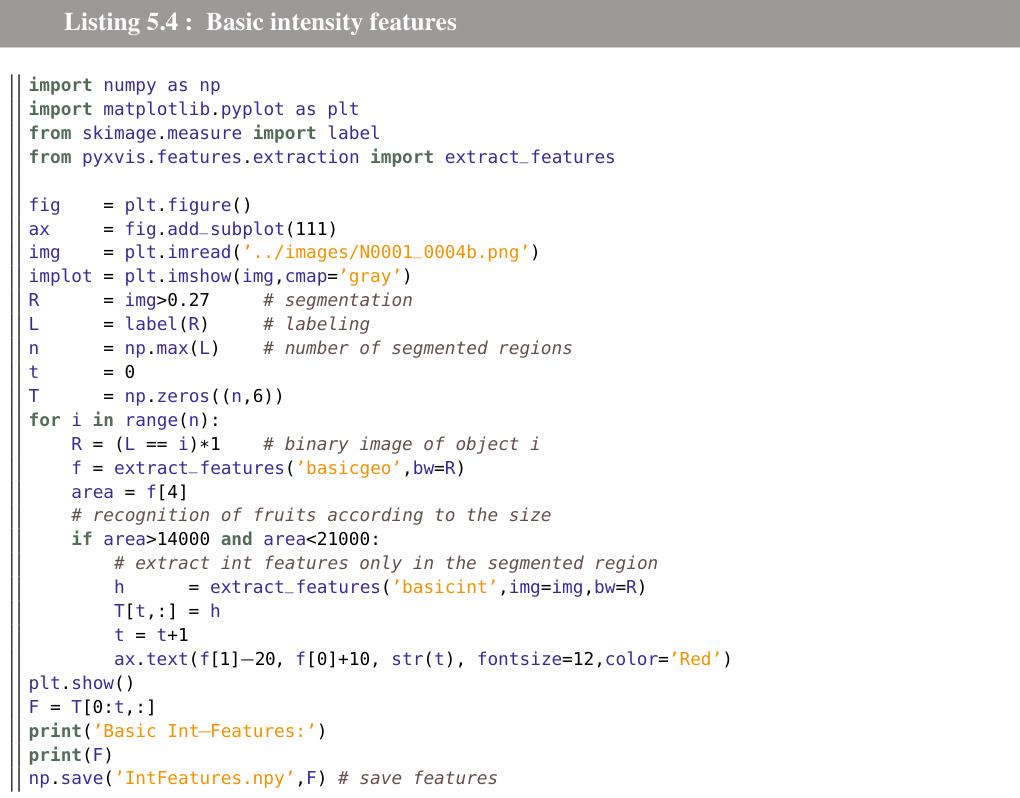 Listing 5.4 : Basic intensity features
import numpy as np
import matplotlib.pyplot as plt
from skimage.measure import label
from pyxvis.features.extraction import extract_features
fig    = plt.figure()
ax     = fig.add_subplot(111)
img    = plt.imread('../images/N0001_0004b.png')
implot = plt.imshow(img,cmap='gray')
R      = img>0.27     # segmentation
L      = label(R)     # labeling
n      = np.max(L)    # number of segmented regions
t      = 0
T      = np.zeros((n,6))
for i in range(n):
    R = (L == i)*1    # binary image of object i
    f = extract_features('basicgeo',bw=R)
    area = f[4]
    # recognition of fruits according to the size
    if area>14000 and area<21000:
        # extract int features only in the segmented region
        h      = extract_features('basicint',img=img,bw=R)
        T[t,:] = h
        t = t+1
        ax.text(f[1]−20, f[0]+10, str(t), fontsize=12,color='Red')
plt.show()
F = T[0:t,:]
print('Basic Int−Features:')
print(F)
np.save('IntFeatures.npy',F) # save features